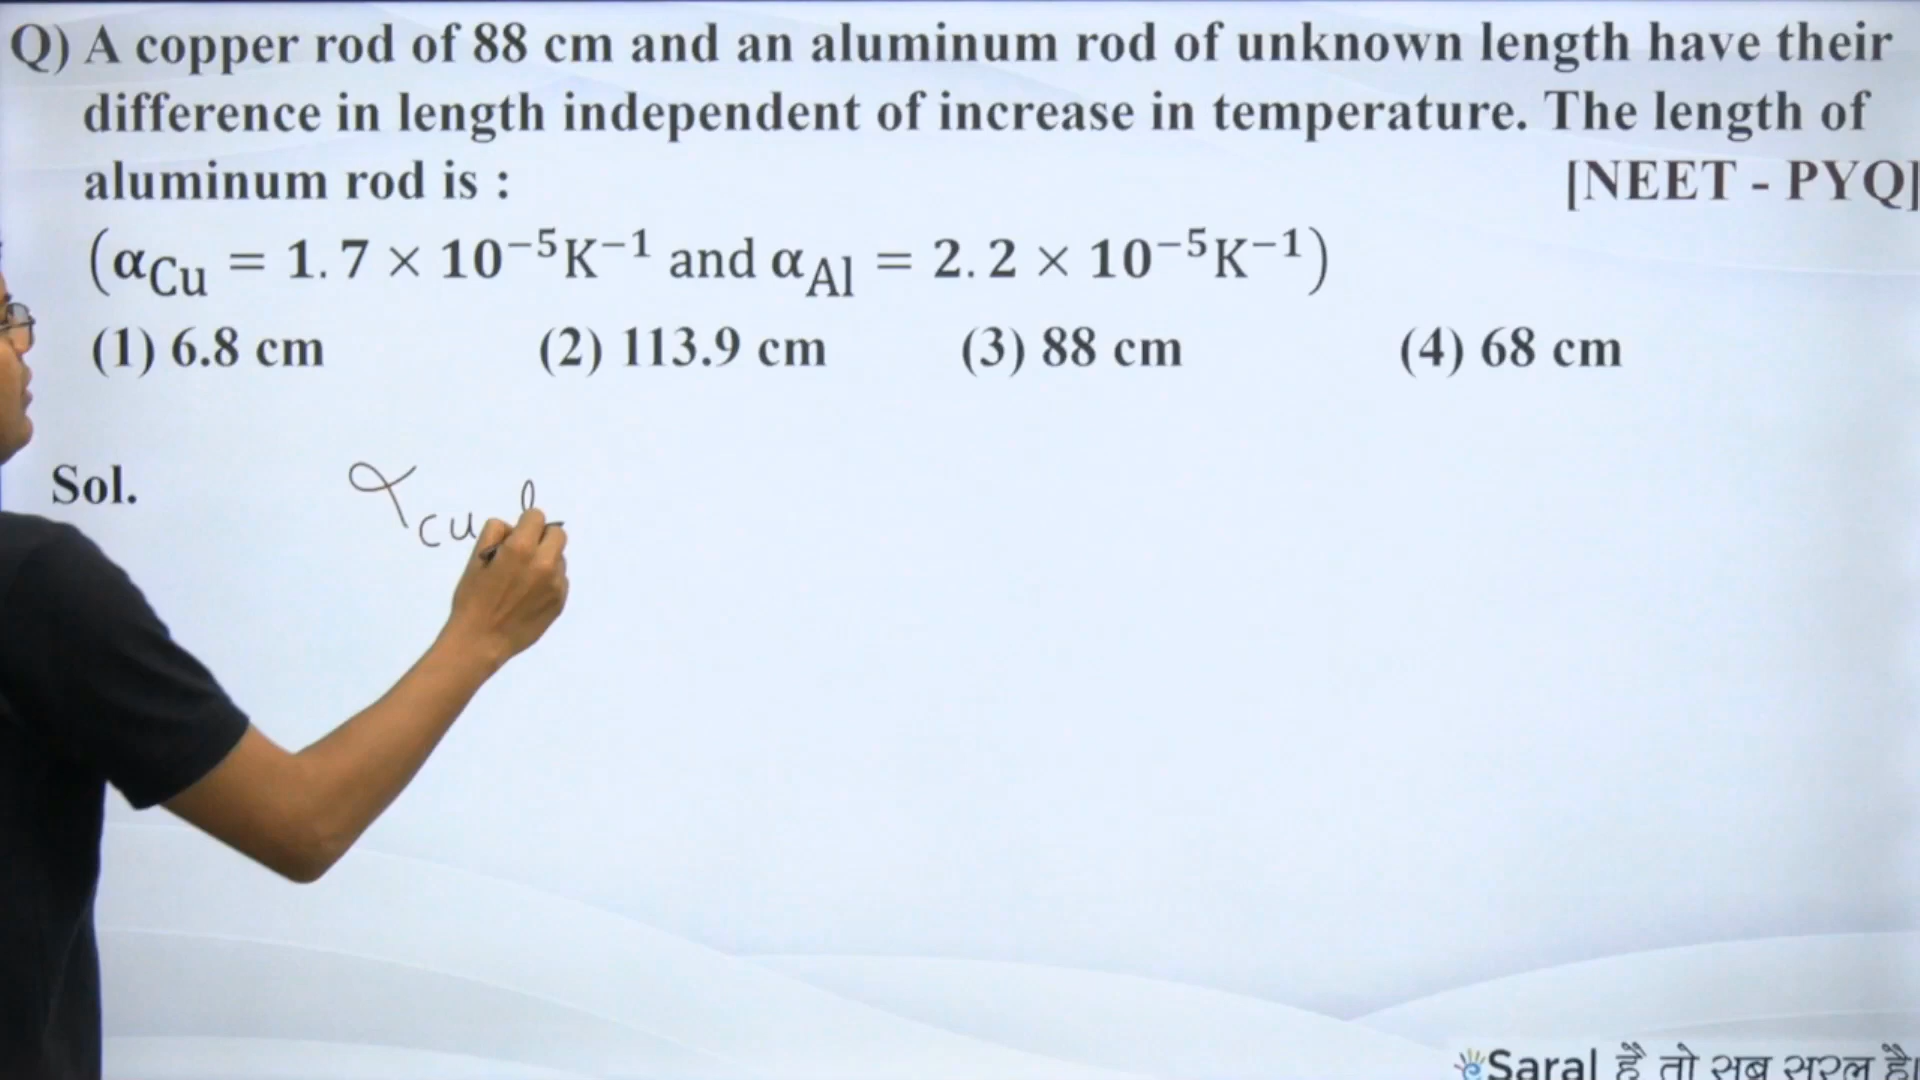 Q) A copper rod of 88 cm and an aluminum rod of unknown length have their
difference in length independent of increase in temperature. The length of
aluminum rod is : [NEET - PYQ]
(αCu = 1.7 × 10⁻⁵K⁻¹ and αAl = 2.2 × 10⁻⁵K⁻¹)
(1) 6.8 cm (2) 113.9 cm (3) 88 cm (4) 68 cm
Sol. αcu l
eSaral है तो सब सरल है।